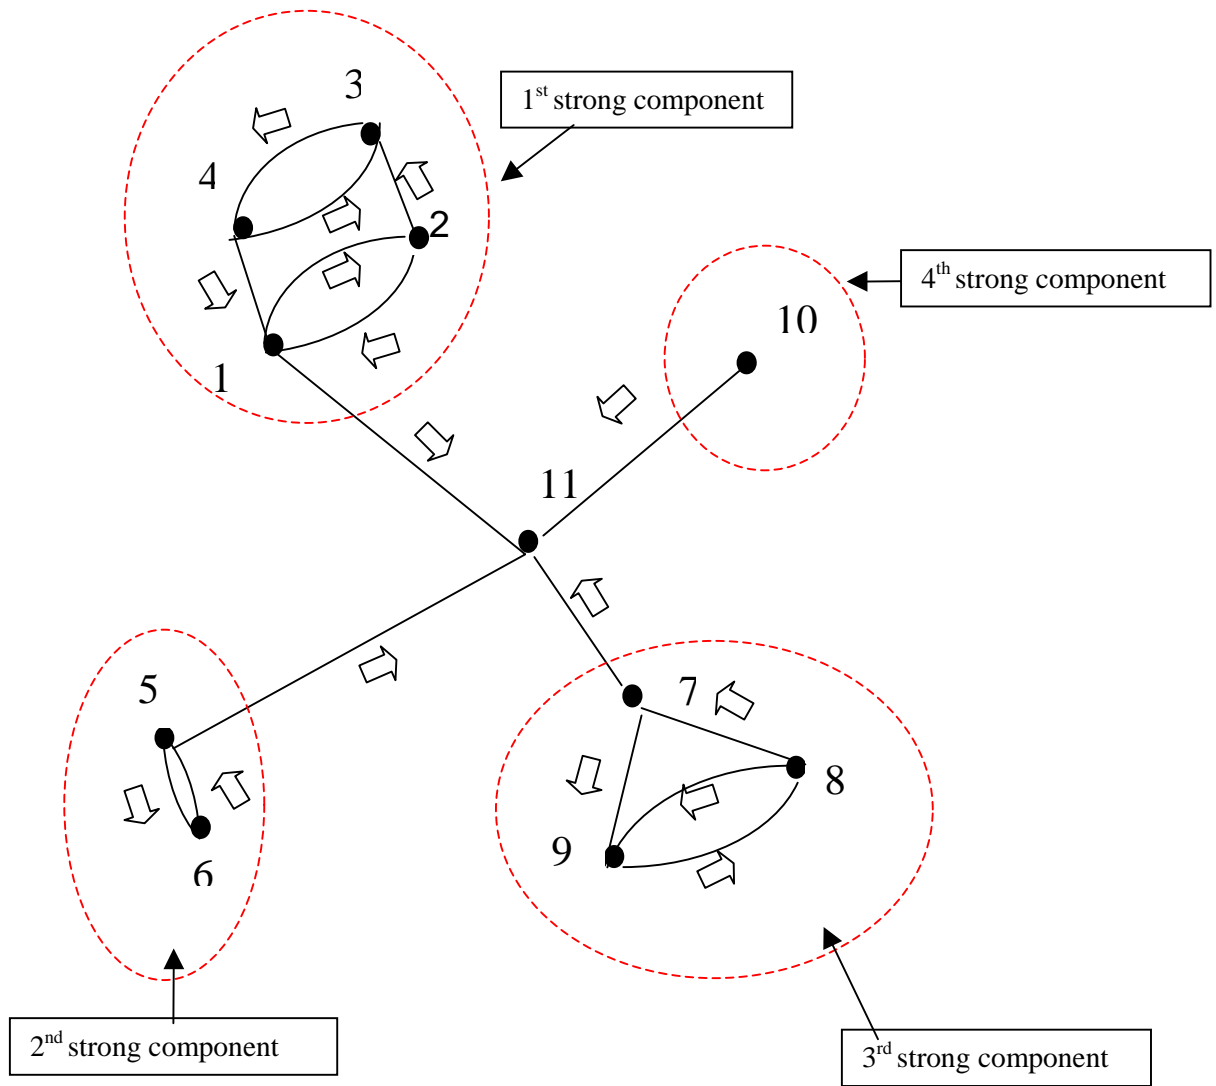 3
1st strong component
4
2
4th strong component
10
1
11
5
7
8
9
6
2nd strong component
3rd strong component